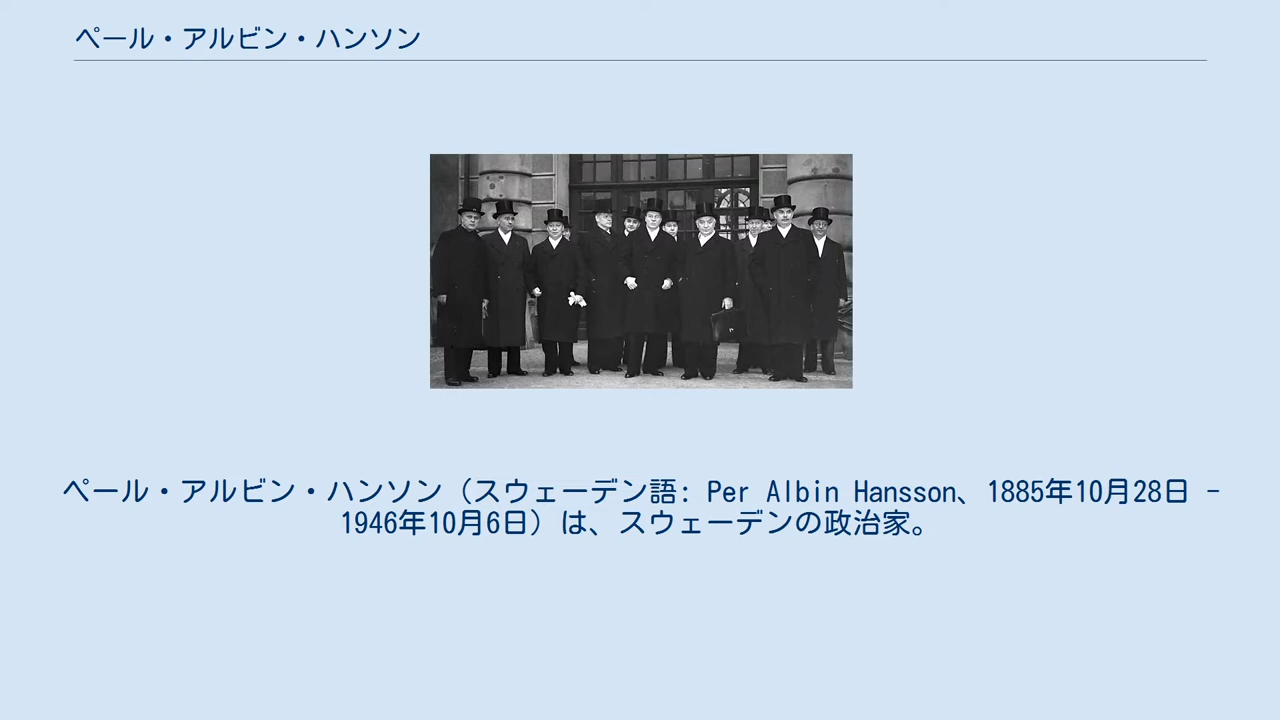 ペール・アルビン・ハンソン
ペール・アルビン・ハンソン（スウェーデン語: Per Albin Hansson、1885年10月28日 -
1946年10月6日）は、スウェーデンの政治家。